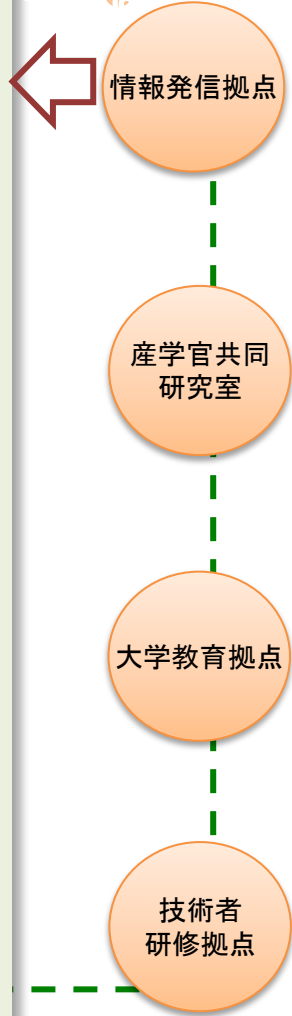 情報発信拠点
産学官共同
研究室
大学教育拠点
技術者
研修拠点